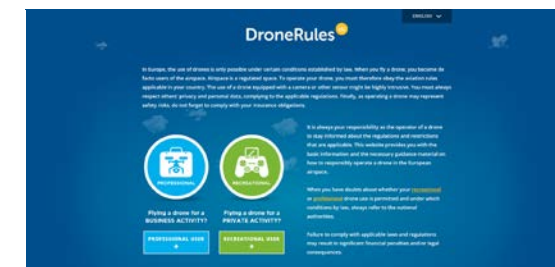 ENGLISH
DroneRules
In Europe, the use of drones is only possible under certain conditions established by law. When you fly a drone, you become de
facto users of the airspace. Airspace is a regulated space. To operate your drone, you must therefore obey the aviation rules
applicable in your country. The use of a drone equipped with a camera or other sensor might be highly intrusive. You must always
respect others' privacy and personal data, complying to the applicable regulations. Finally, as operating a drone may represent
safety risks, do not forget to comply with your insurance obligations.
It is always your responsibility as the operator of a drone
to stay informed about the regulations and restrictions
that are applicable. This website provides you with the
basic information and the necessary guidance material on
how to responsibly operate a drone in the European
airspace.
PROFESSIONAL
RECREATIONAL
When you have doubts about whether your recreational
or professional drone use is permitted and under which
conditions by law, always refer to the national
authorities.
Flying a drone for a
BUSINESS ACTIVITY?
Flying a drone for a
PRIVATE ACTIVITY?
PROFESSIONAL USER
RECREATIONAL USER
Failure to comply with applicable laws and regulations
may result in significant financial penalties and/or legal
consequences.